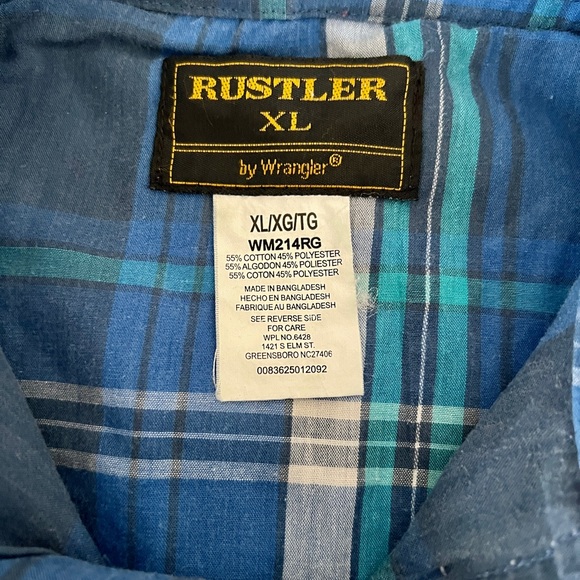 RUSTLER
XL
by Wrangler®
XL/XG/TG
WM214RG
55% COTTON 45% POLYESTER
55% ALGODON 45% POLIESTER
55% COTON 45% POLYESTER
MADE IN BANGLADESH
HECHO EN BANGLADESH
FABRIQUE AU BANGLADESH
SEE REVERSE SIDE
FOR CARE
WPL NO.6428
1421 S ELM ST.
GREENSBORO NC27406
0083625012092